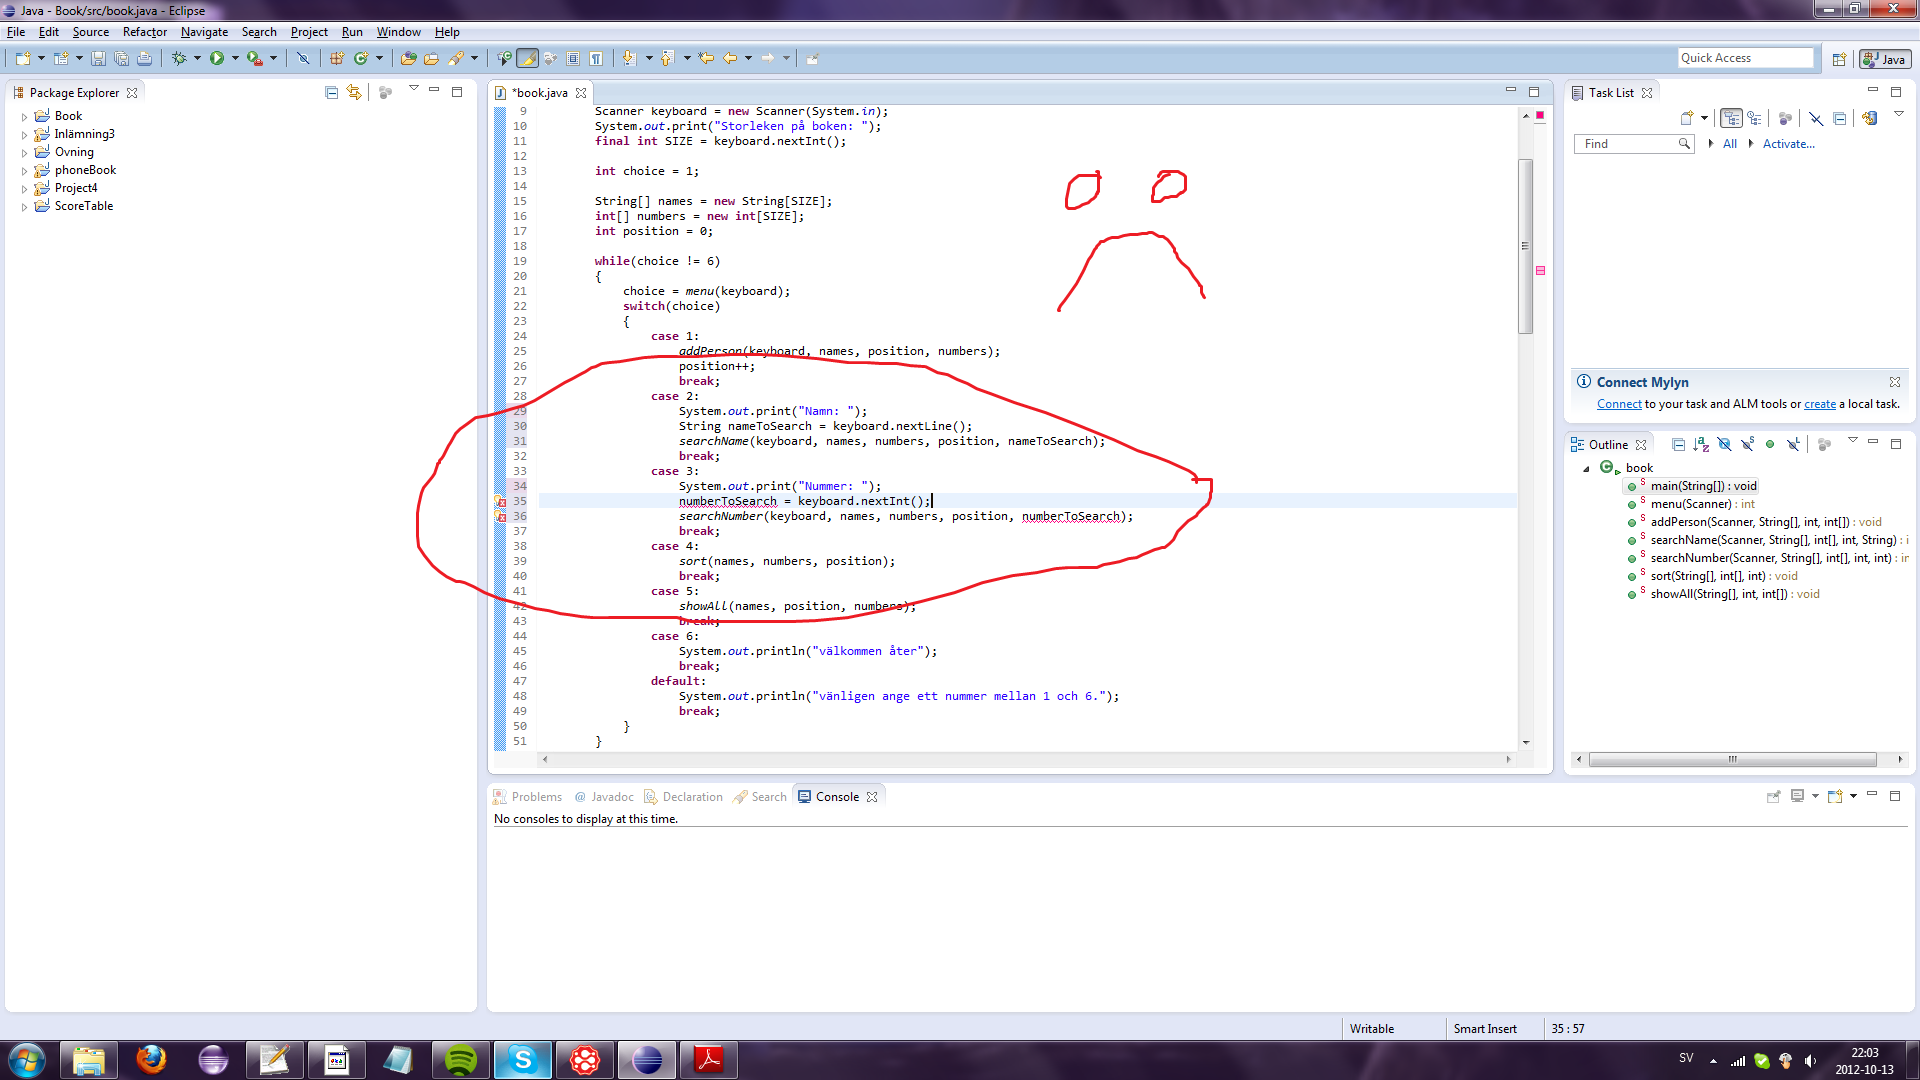 Java - Book/src/book.java - Eclipse
File Edit Source Refactor Navigate Search Project Run Window Help
Quick Access
Java
Package Explorer
Book
Inlämning3
Ovning
phoneBook
Project4
ScoreTable
*book.java
9 Scanner keyboard = new Scanner(System.in);
10 System.out.print("Storleken på boken: ");
11 final int SIZE = keyboard.nextInt();
12
13 int choice = 1;
14
15 String[] names = new String[SIZE];
16 int[] numbers = new int[SIZE];
17 int position = 0;
18
19 while(choice != 6)
20 {
21 choice = menu(keyboard);
22 switch(choice)
23 {
24 case 1:
25 addPerson(keyboard, names, position, numbers);
26 position++;
27 break;
28 case 2:
29 System.out.print("Namn: ");
30 String nameToSearch = keyboard.nextLine();
31 searchName(keyboard, names, numbers, position, nameToSearch);
32 break;
33 case 3:
34 System.out.print("Nummer: ");
35 numberToSearch = keyboard.nextInt();
36 searchNumber(keyboard, names, numbers, position, numberToSearch);
37 break;
38 case 4:
39 sort(names, numbers, position);
40 break;
41 case 5:
42 showAll(names, position, numbers);
43 break;
44 case 6:
45 System.out.println("välkommen åter");
46 break;
47 default:
48 System.out.println("vänligen ange ett nummer mellan 1 och 6.");
49 break;
50 }
51 }
Task List
Find
All
Activate...
Connect Mylyn
Connect to your task and ALM tools or create a local task.
Outline
book
main(String[]) : void
menu(Scanner) : int
addPerson(Scanner, String[], int, int[]) : void
searchName(Scanner, String[], int[], int, String) : i
searchNumber(Scanner, String[], int[], int, int) : in
sort(String[], int[], int) : void
showAll(String[], int, int[]) : void
Problems @ Javadoc Declaration Search Console
No consoles to display at this time.
Writable
Smart Insert
35 : 57
SV
22:03
2012-10-13